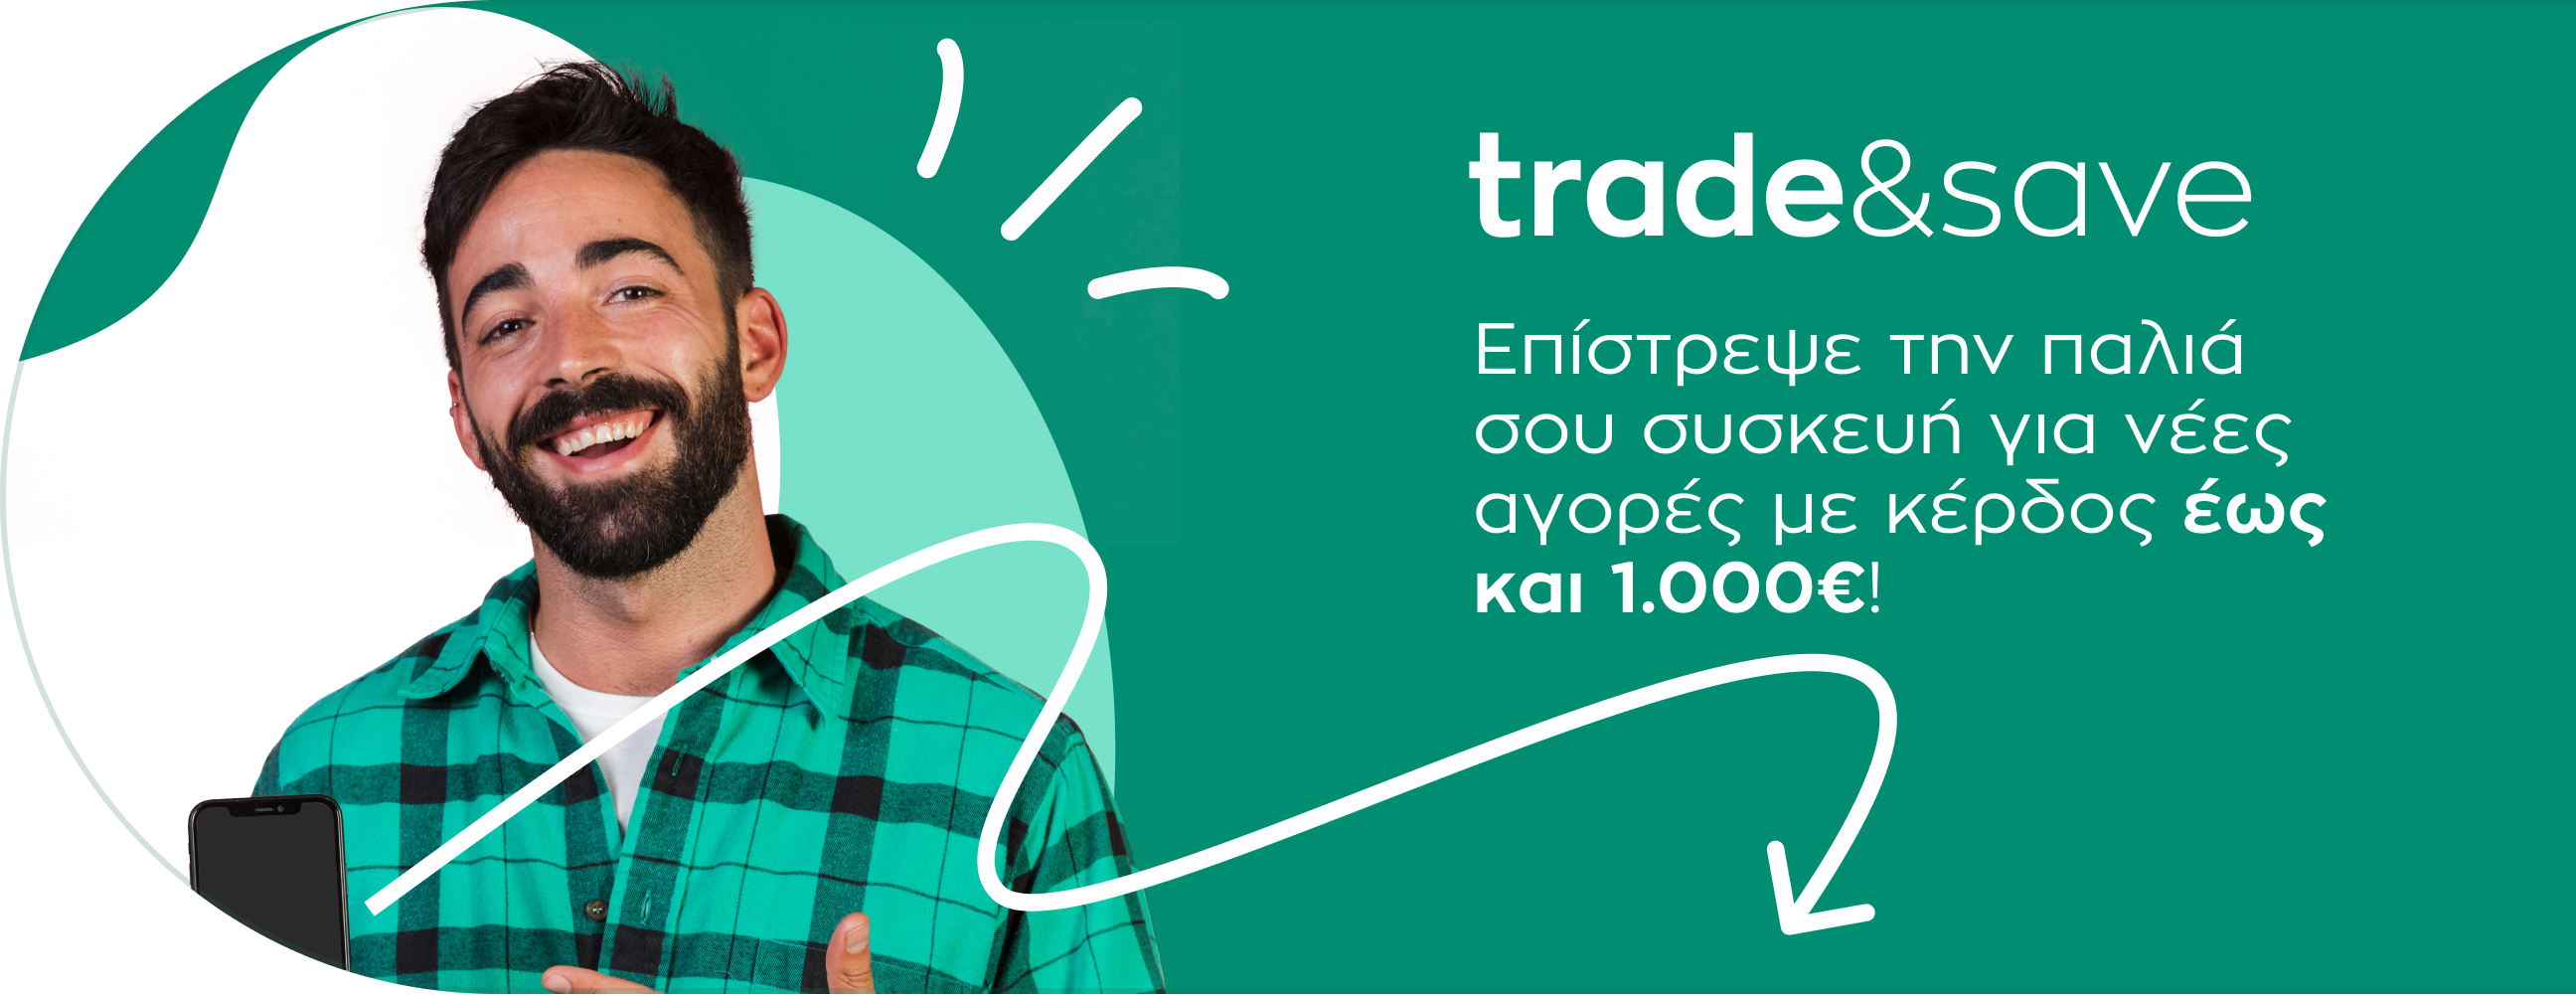 trade&save
Επίστρεψε την παλιά
σου συσκευή για νέες
αγορές με κέρδος έως
και 1.000€!